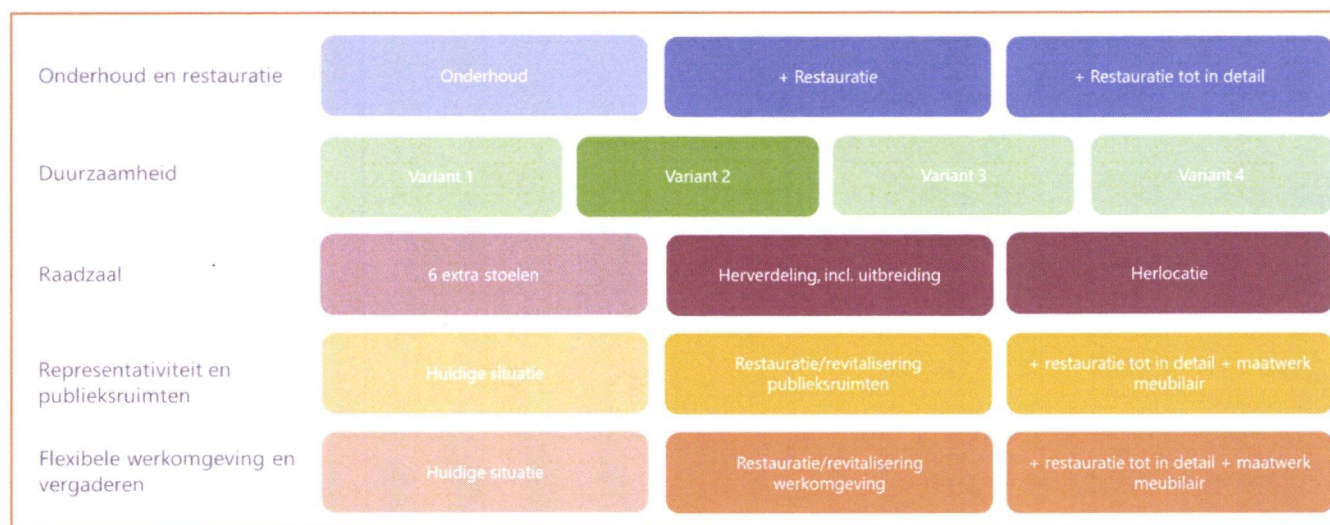 Onderhoud en restauratie
Onderhoud
+ Restauratie
+ Restauratie tot in detail
Duurzaamheid
Variant 1
Variant 2
Variant 3
Variant 4
Raadzaal
6 extra stoelen
Herverdeling, incl. uitbreiding
Herlocatie
Representativiteit en
publieksruimten
Huidige situatie
Restauratie/revitalisering
publieksruimten
+ restauratie tot in detail + maatwerk
meubilair
Flexibele werkomgeving en
vergaderen
Huidige situatie
Restauratie/revitalisering
werkomgeving
+ restauratie tot in detail + maatwerk
meubilair